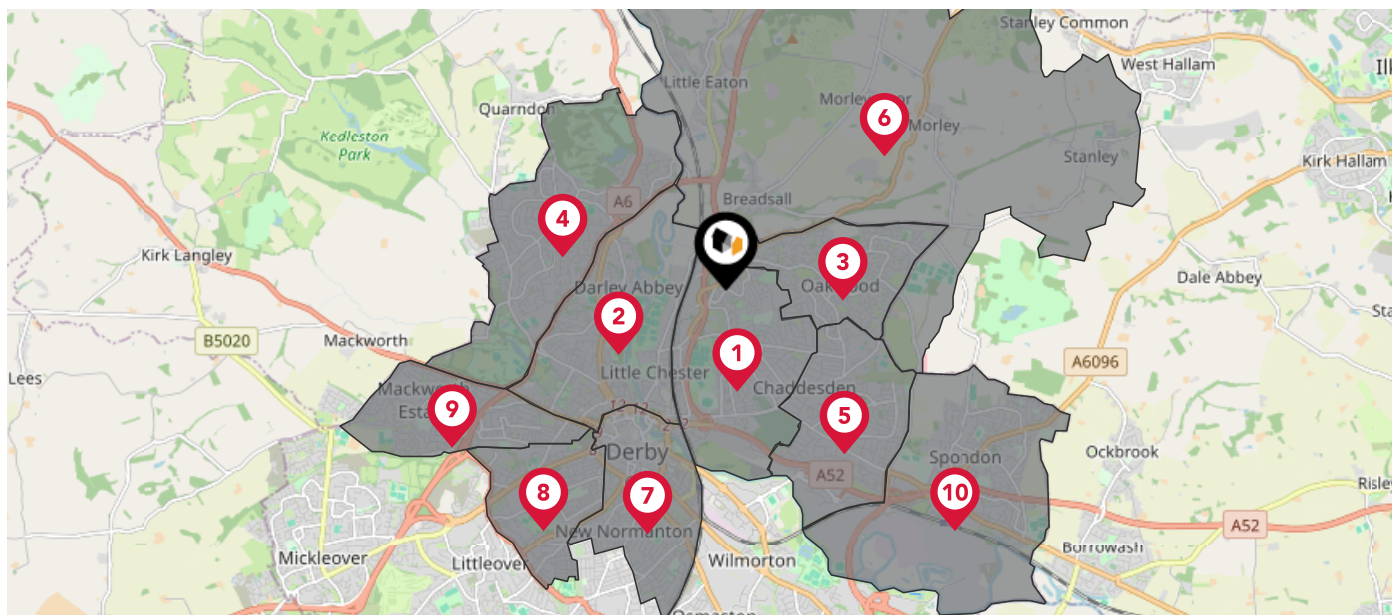 Stanley Common
West Hallam
Little Eaton
Quarndon
6
Morley
Kedleston
Park
Stanley
Kirk Hallam
A6
Breadsall
4
Kirk Langley
3
Dale Abbey
Darley Abbey
2
B5020
Mackworth
1
A6096
Lees
Little Chester
Chaddesden
Mackworth
9
5
Derby
Spondon
Ockbrook
A52
Risley
8
7
10
A52
New Normanton
Mickleover
Littleover
Wilmorton
Borrowash
Osmaston